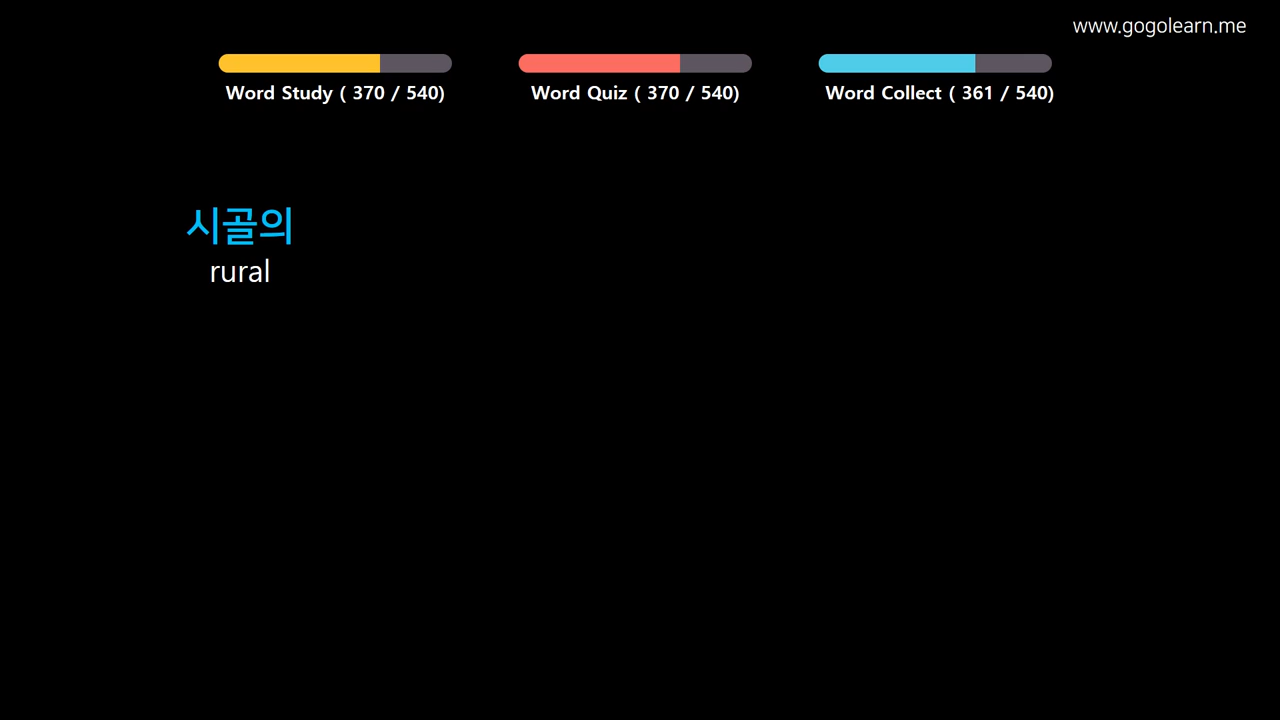 www.gogolearn.me
Word Study ( 370 / 540)
Word Quiz ( 370 / 540)
Word Collect ( 361 / 540)
시골의
rural